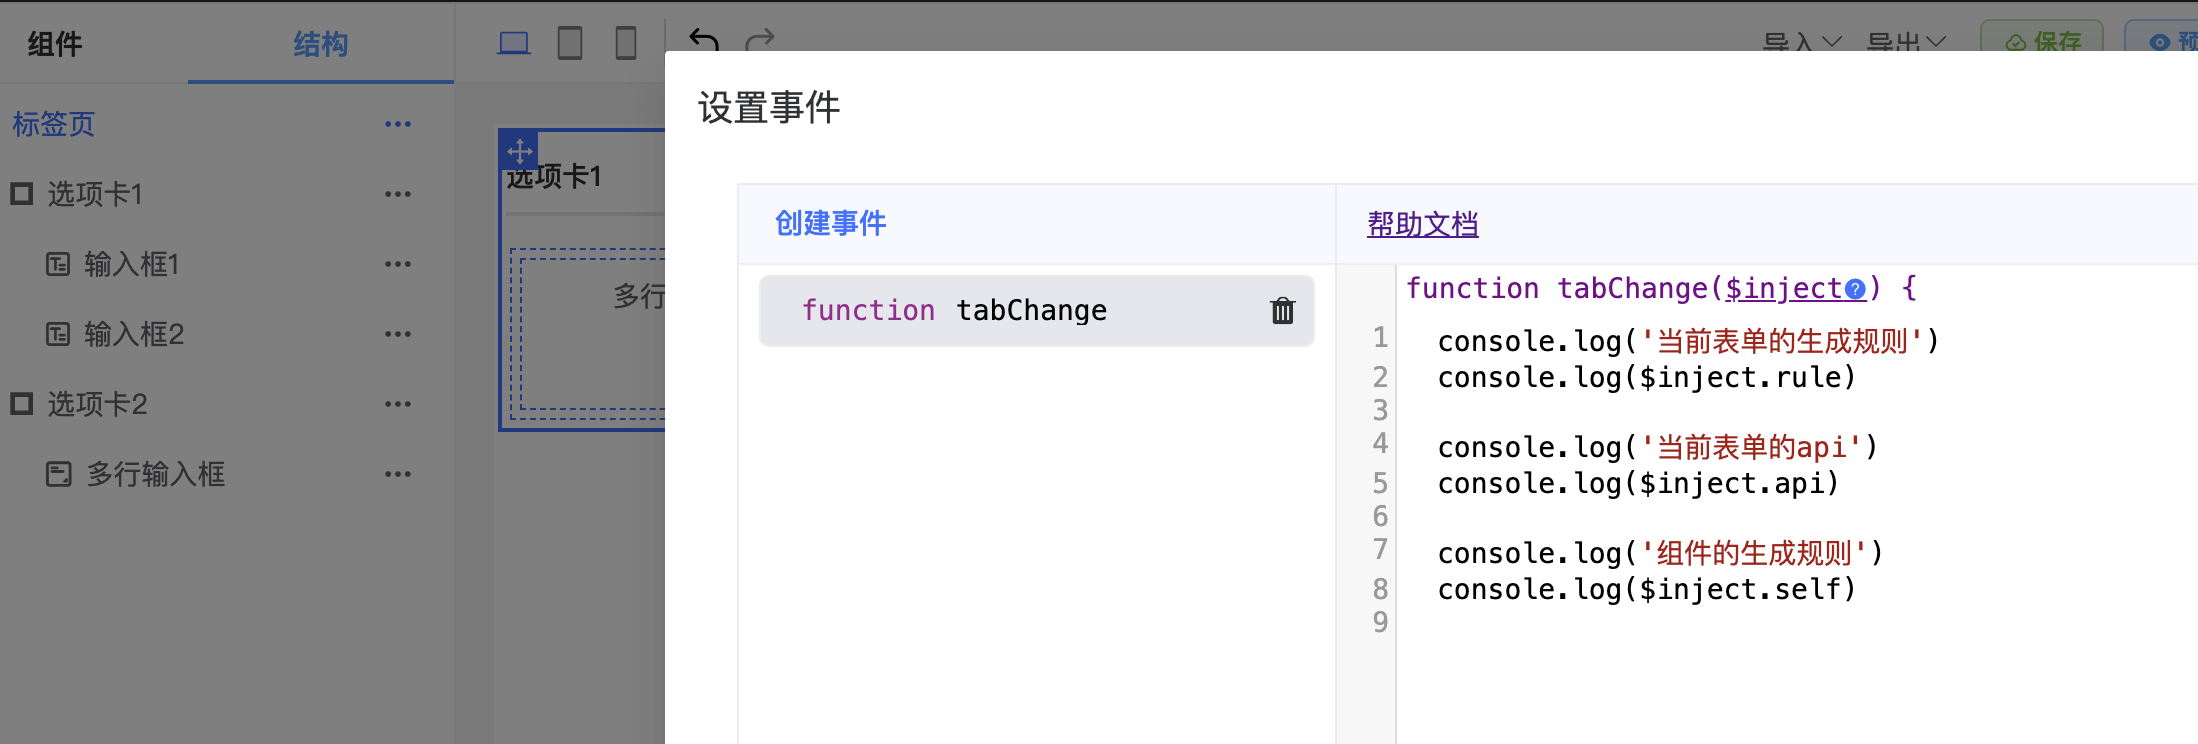 组件
结构
导入
导出
保存
标签页
选项卡1
输入框1
输入框2
选项卡2
多行输入框
选项卡1
多行
设置事件
创建事件
帮助文档
function tabChange
function tabChange($inject?) {
1 console.log('当前表单的生成规则')
2 console.log($inject.rule)
3
4 console.log('当前表单的api')
5 console.log($inject.api)
6
7 console.log('组件的生成规则')
8 console.log($inject.self)
9